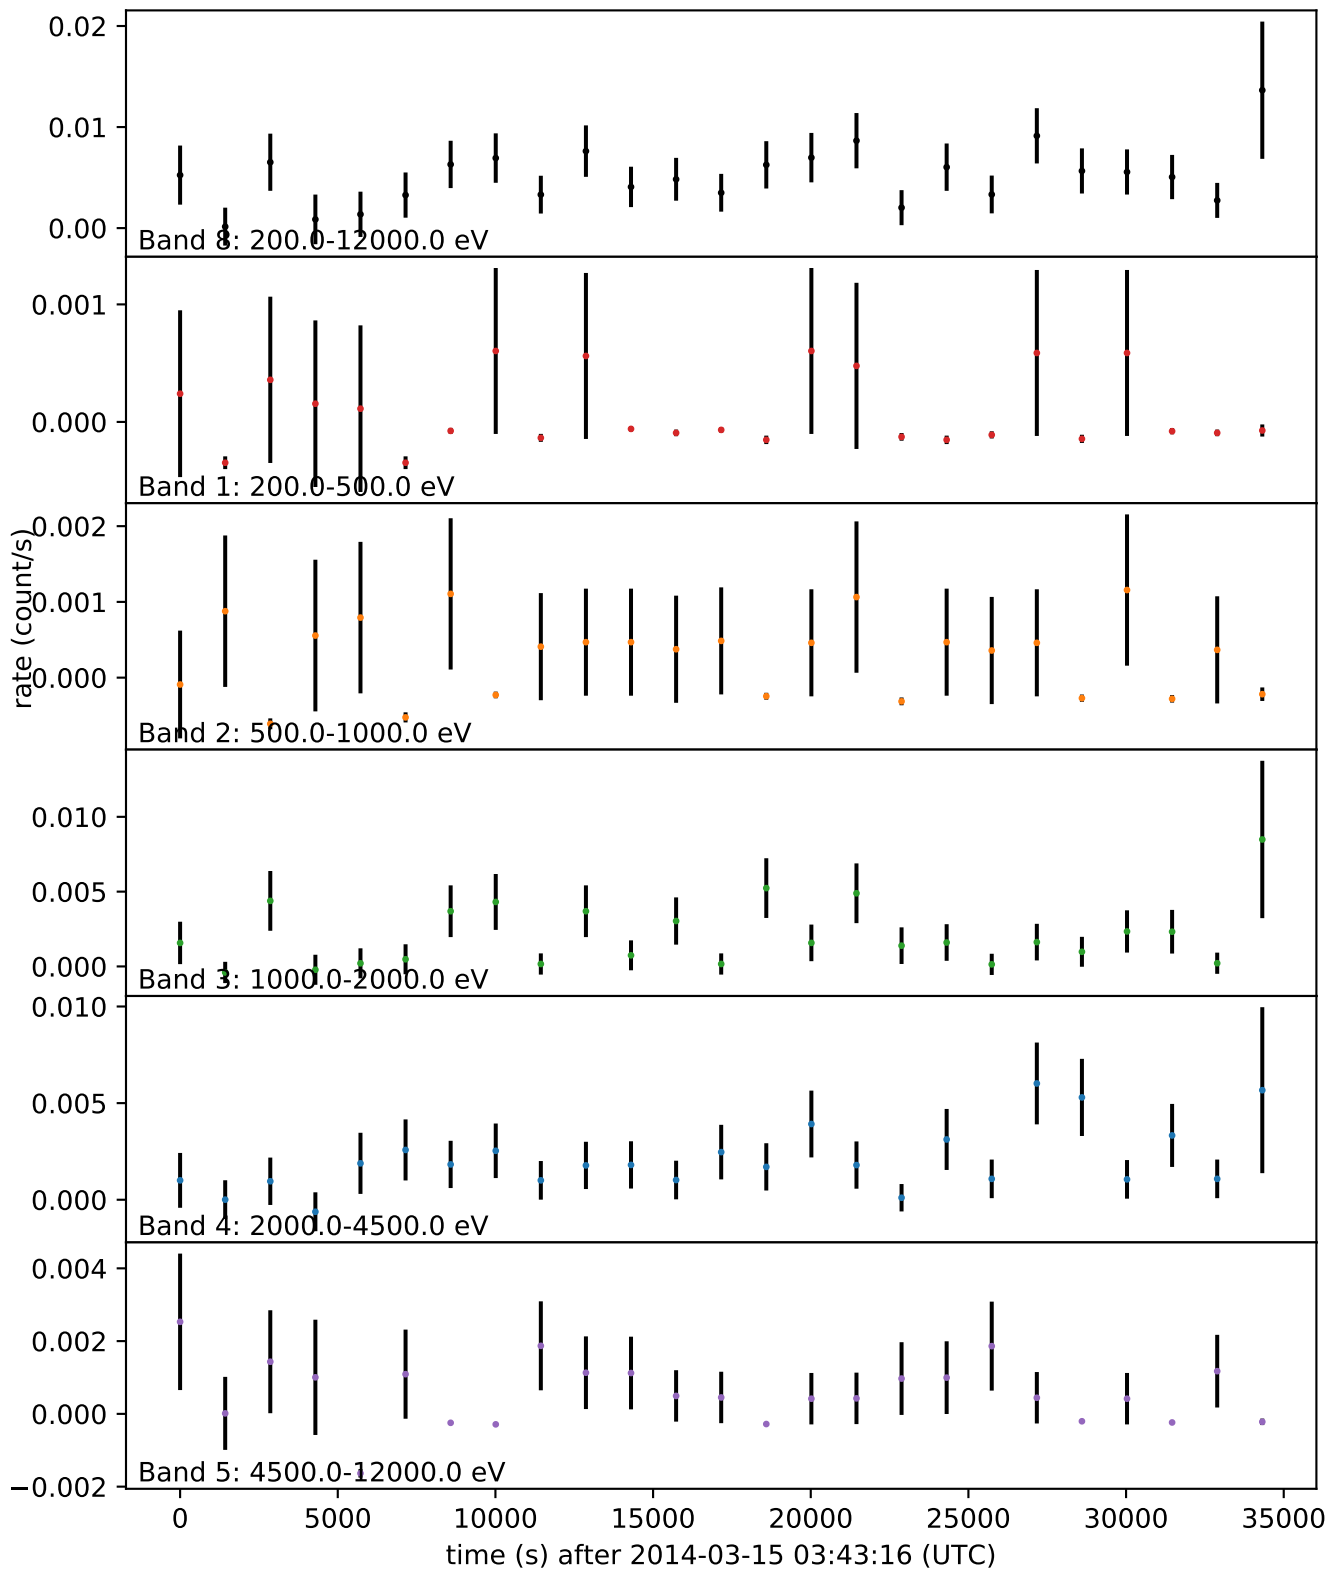 0.02
0.01
0.00
Band 8: 200.0-12000.0 eV
0.001
0.000
Band 1: 200.0-500.0 eV
rate (count/s)
0.002
0.001
0.000
Band 2: 500.0-1000.0 eV
0.010
0.005
0.000
Band 3: 1000.0-2000.0 eV
0.010
0.005
0.000
Band 4: 2000.0-4500.0 eV
0.004
0.002
0.000
−0.002
Band 5: 4500.0-12000.0 eV
0 5000 10000 15000 20000 25000 30000 35000
time (s) after 2014-03-15 03:43:16 (UTC)